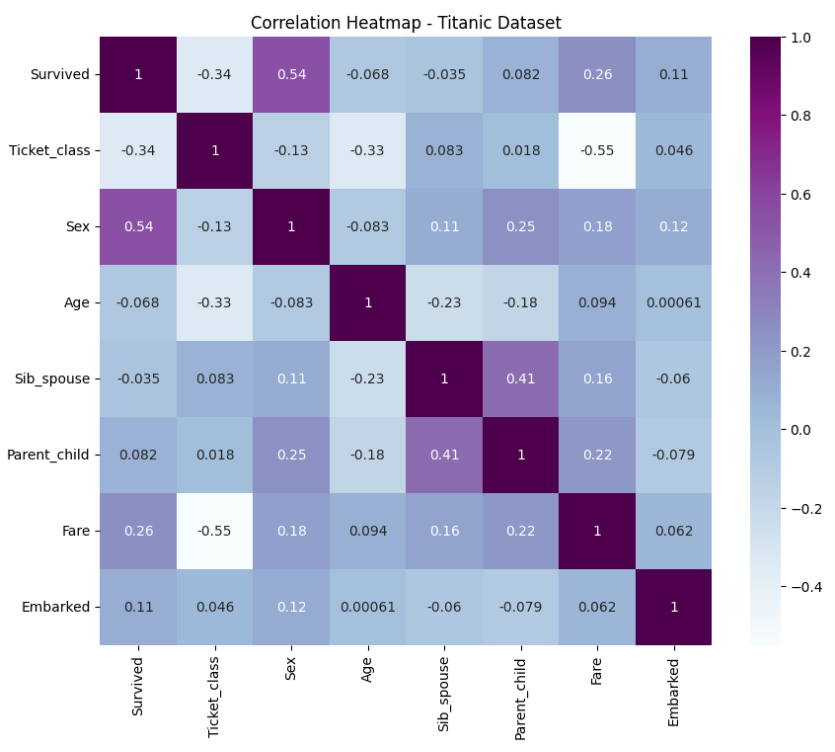 Correlation Heatmap - Titanic Dataset
Survived 1 -0.34 0.54 -0.068 -0.035 0.082 0.26 0.11
Ticket_class -0.34 1 -0.13 -0.33 0.083 0.018 -0.55 0.046
Sex 0.54 -0.13 1 -0.083 0.11 0.25 0.18 0.12
Age -0.068 -0.33 -0.083 1 -0.23 -0.18 0.094 0.00061
Sib_spouse -0.035 0.083 0.11 -0.23 1 0.41 0.16 -0.06
Parent_child 0.082 0.018 0.25 -0.18 0.41 1 0.22 -0.079
Fare 0.26 -0.55 0.18 0.094 0.16 0.22 1 0.062
Embarked 0.11 0.046 0.12 0.00061 -0.06 -0.079 0.062 1
Survived
Ticket_class
Sex
Age
Sib_spouse
Parent_child
Fare
Embarked
1.0
0.8
0.6
0.4
0.2
0.0
−0.2
−0.4